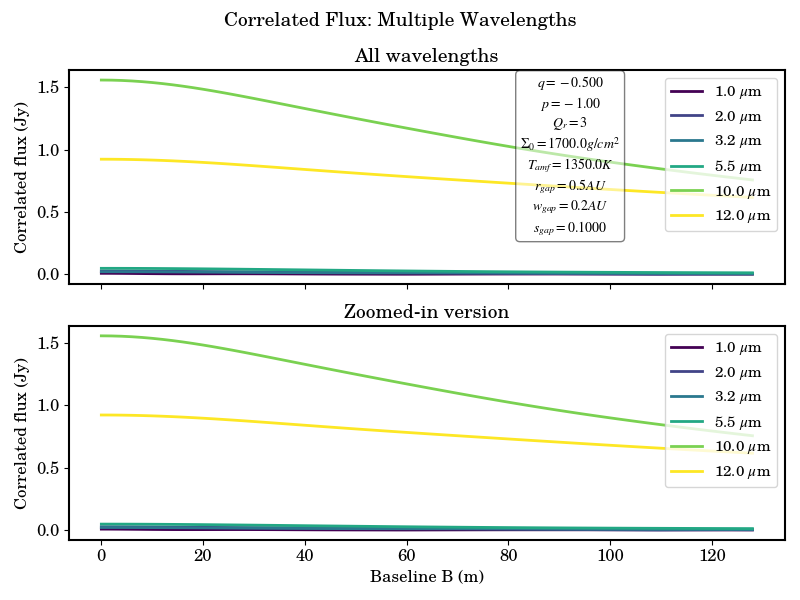 Correlated Flux: Multiple Wavelengths
All wavelengths
Correlated flux (Jy)
1.5
1.0
0.5
0.0
q = −0.500
p = −1.00
Q_r = 3
Σ_0 = 1700.0g/cm^2
T_amf = 1350.0K
r_gap = 0.5AU
w_gap = 0.2AU
s_gap = 0.1000
1.0 μm
2.0 μm
3.2 μm
5.5 μm
10.0 μm
12.0 μm
Zoomed-in version
Correlated flux (Jy)
1.5
1.0
0.5
0.0
1.0 μm
2.0 μm
3.2 μm
5.5 μm
10.0 μm
12.0 μm
0 20 40 60 80 100 120
Baseline B (m)